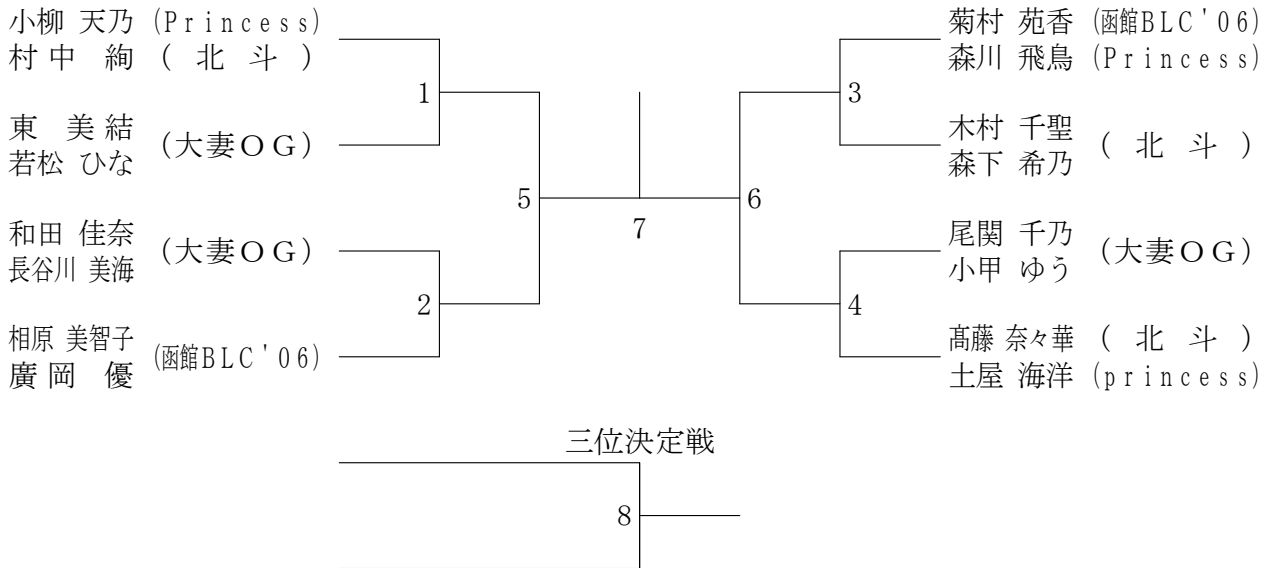 小柳 天乃 (Princess)
村中 絢 (北斗)
1
東 美結
若松 ひな (大妻OG)
5
和田 佳奈
長谷川 美海 (大妻OG)
2
相原 美智子
廣岡 優 (函館BLC'06)
7
菊村 苑香 (函館BLC'06)
森川 飛鳥 (Princess)
3
木村 千聖
森下 希乃 (北斗)
6
尾関 千乃
小甲 ゆう (大妻OG)
4
髙藤 奈々華 (北斗)
土屋 海洋 (princess)
三位決定戦
8